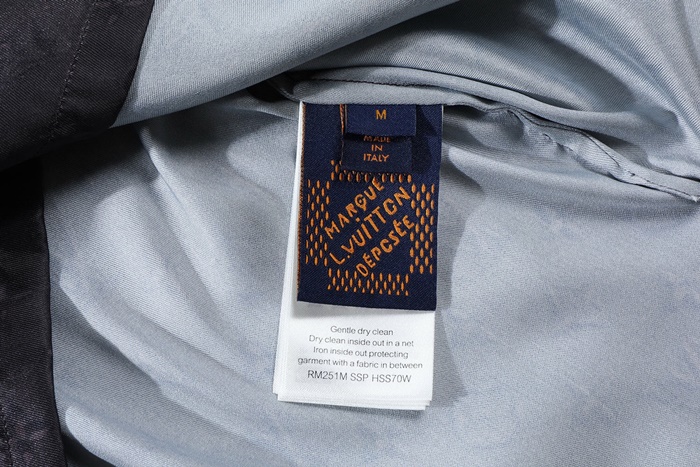 M
MADE
IN
ITALY
MARQUE
L.VUITTON
DÉPOSÉE
Gentle dry clean
Dry clean inside out in a net
Iron inside out protecting
garment with a fabric in between
RM251M SSP HSS70W